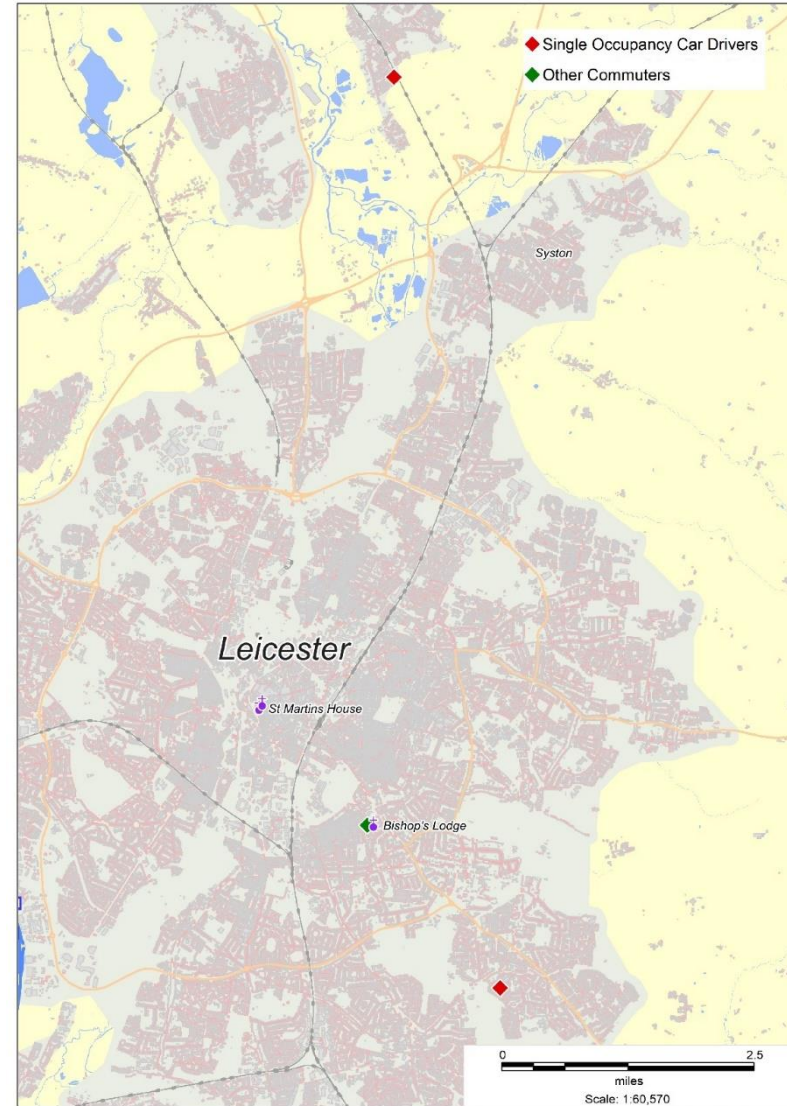 Single Occupancy Car Drivers
Other Commuters
Syston
Leicester
St Martins House
Bishop's Lodge
0 2.5
miles
Scale: 1:60,570